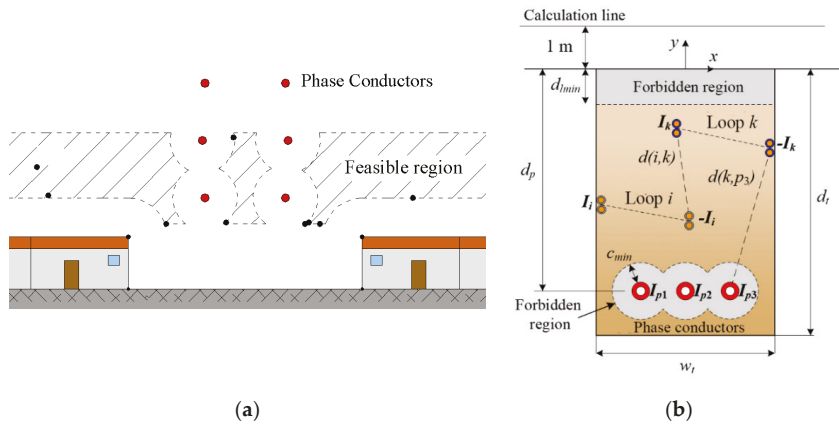 Phase Conductors
Feasible region
(a)
Calculation line
1 m
y
x
d_lmin
Forbidden region
I_k
Loop k
-I_k
d_p
d(i,k)
d(k,p_3)
d_t
I_i
Loop i
-I_i
c_min
I_p1
I_p2
I_p3
Forbidden
region
Phase conductors
w_t
(b)